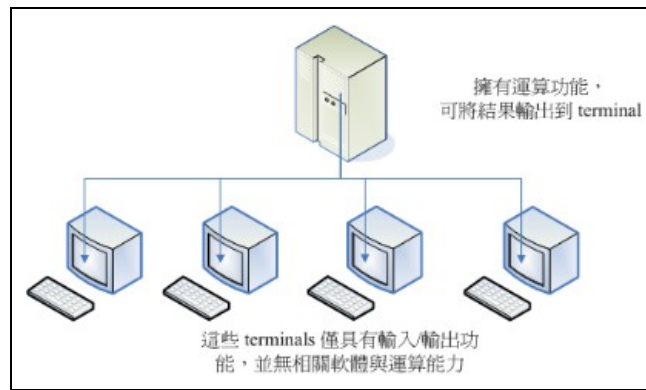 擁有運算功能，
可將結果輸出到 terminal
這些 terminals 僅具有輸入/輸出功
能，並無相關軟體與運算能力